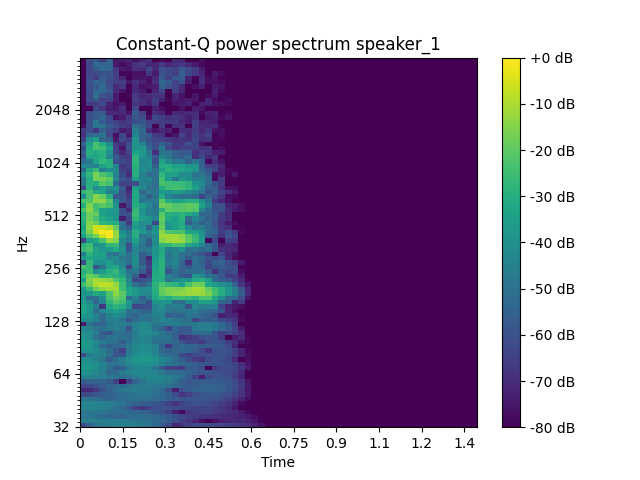 Constant-Q power spectrum speaker_1
Hz
2048
1024
512
256
128
64
32
0 0.15 0.3 0.45 0.6 0.75 0.9 1.1 1.2 1.4
Time
+0 dB
-10 dB
-20 dB
-30 dB
-40 dB
-50 dB
-60 dB
-70 dB
-80 dB